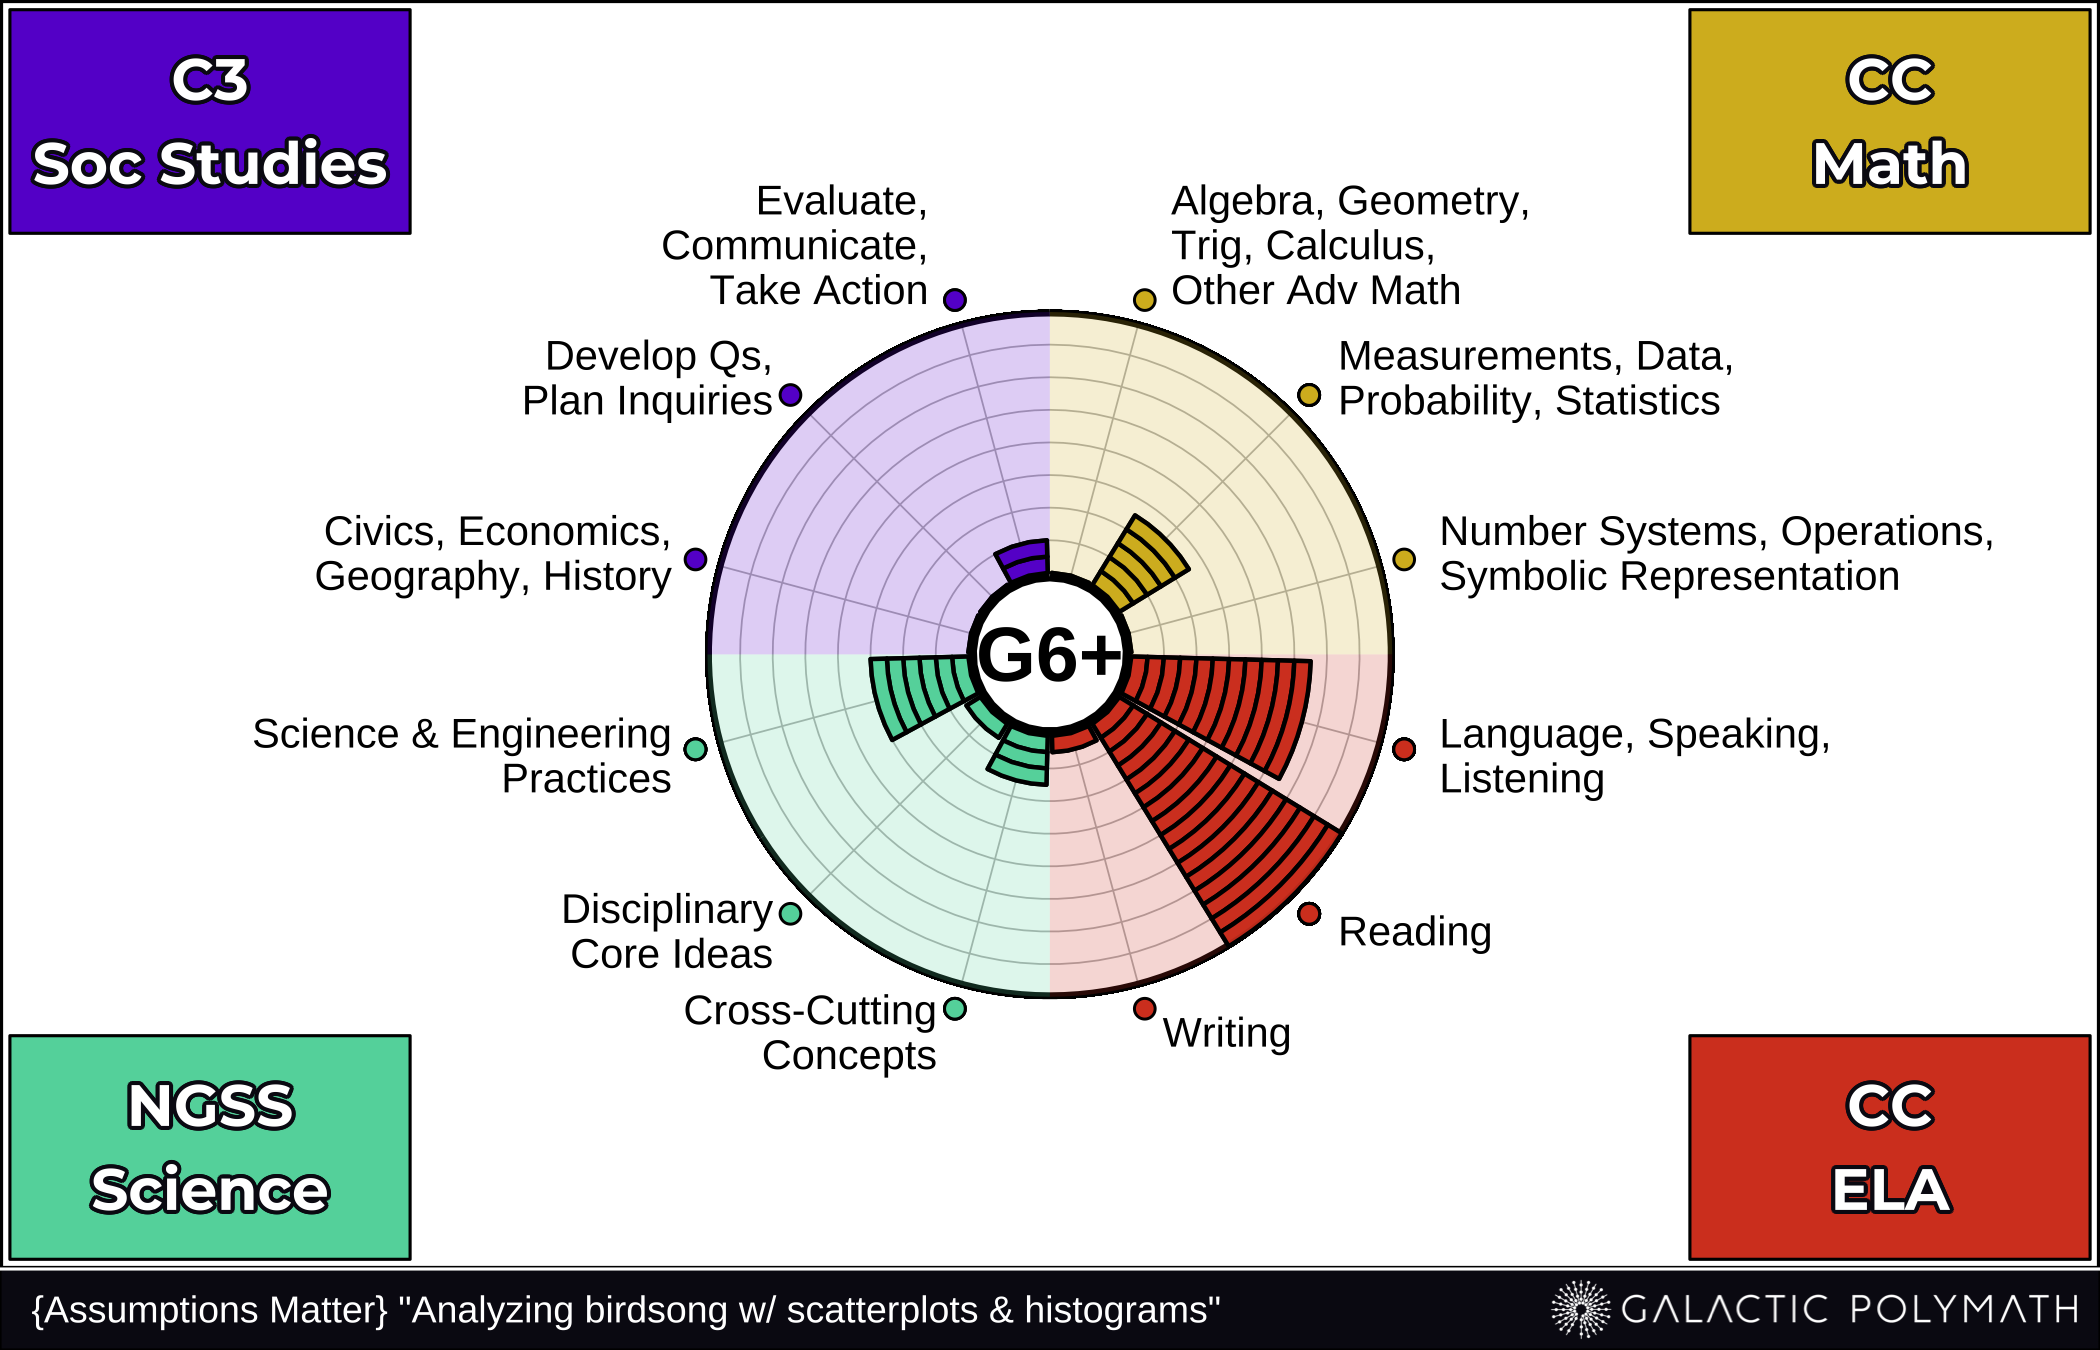 C3
Soc Studies
CC
Math
Evaluate,
Communicate,
Take Action
Algebra, Geometry,
Trig, Calculus,
Other Adv Math
Develop Qs,
Plan Inquiries
Measurements, Data,
Probability, Statistics
Civics, Economics,
Geography, History
Number Systems, Operations,
Symbolic Representation
G6+
Science & Engineering
Practices
Language, Speaking,
Listening
Disciplinary
Core Ideas
Reading
Cross-Cutting
Concepts
Writing
NGSS
Science
CC
ELA
{Assumptions Matter} "Analyzing birdsong w/ scatterplots & histograms"
GALACTIC POLYMATH